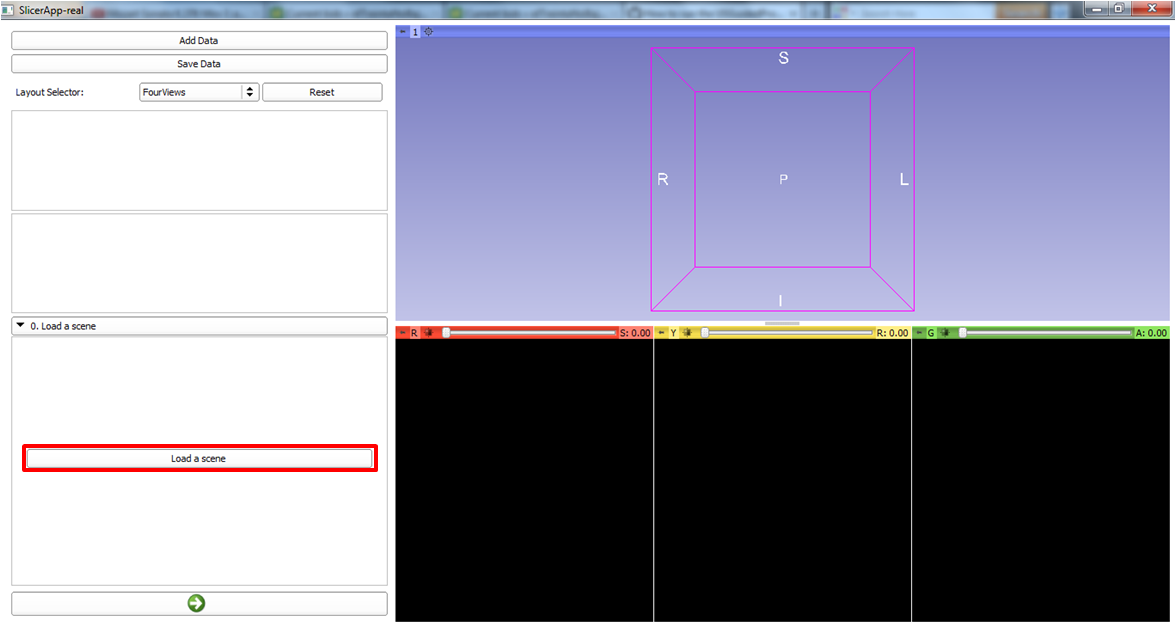 SlicerApp-real
Add Data
Save Data
Layout Selector: FourViews Reset
0. Load a scene
Load a scene
1
S
R P L
I
R S: 0.00 Y R: 0.00 G A: 0.00